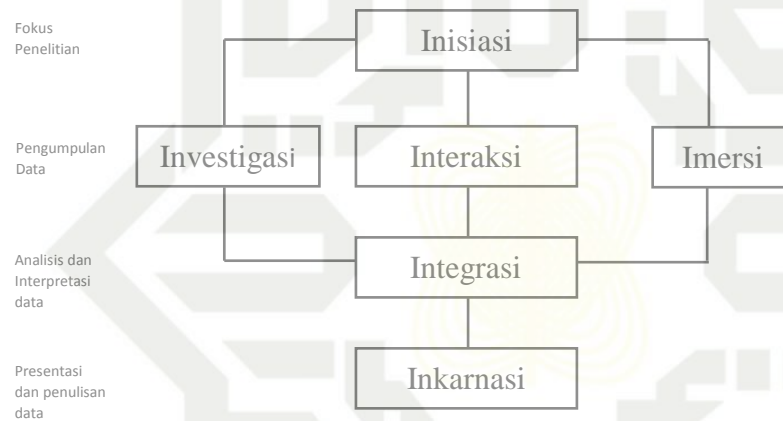 Fokus
Penelitian
Inisiasi
Pengumpulan
Data
Investigasi
Interaksi
Imersi
Analisis dan
Interpretasi
data
Integrasi
Presentasi
dan penulisan
data
Inkarnasi